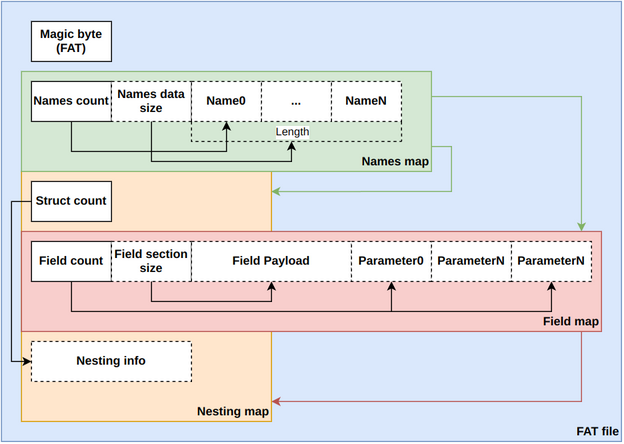 Magic byte
(FAT)
Names count
Names data
size
Name0
...
NameN
Length
Names map
Struct count
Field count
Field section
size
Field Payload
Parameter0
ParameterN
ParameterN
Field map
Nesting info
Nesting map
FAT file